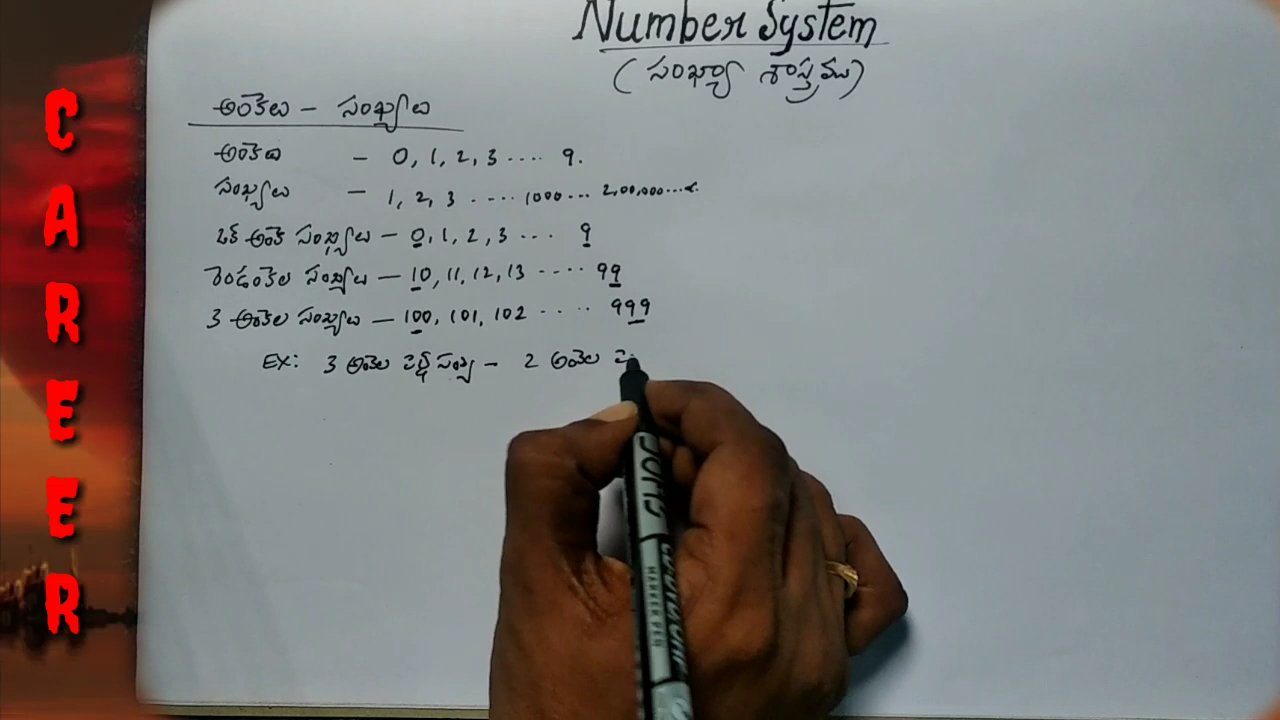 CAREER
Number System
(సంఖ్యా శాస్త్రము)
అంకెలు - సంఖ్యలు
అంకెలు - 0, 1, 2, 3 .... 9.
సంఖ్యలు - 1, 2, 3 ..... 1000 ... 2,00,000 ...
ఒక అంకె సంఖ్యలు - 0, 1, 2, 3 ... 9
రెండంకెల సంఖ్యలు - 10, 11, 12, 13 ..... 99
3 అంకెల సంఖ్యలు - 100, 101, 102 ..... 999
EX: 3 అంకెల పెద్ద సంఖ్య - 2 అంకెల పె